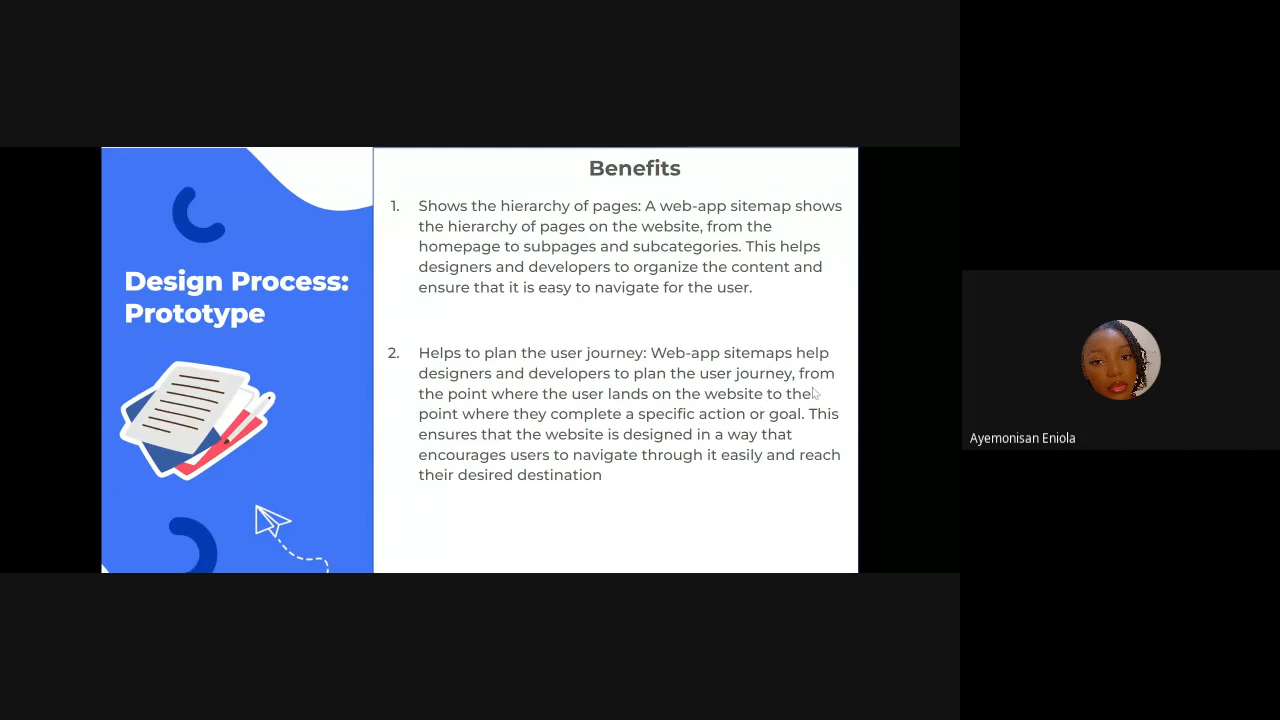 Design Process:
Prototype
Benefits
1. Shows the hierarchy of pages: A web-app sitemap shows
the hierarchy of pages on the website, from the
homepage to subpages and subcategories. This helps
designers and developers to organize the content and
ensure that it is easy to navigate for the user.
2. Helps to plan the user journey: Web-app sitemaps help
designers and developers to plan the user journey, from
the point where the user lands on the website to the
point where they complete a specific action or goal. This
ensures that the website is designed in a way that
encourages users to navigate through it easily and reach
their desired destination
Ayemonisan Eniola